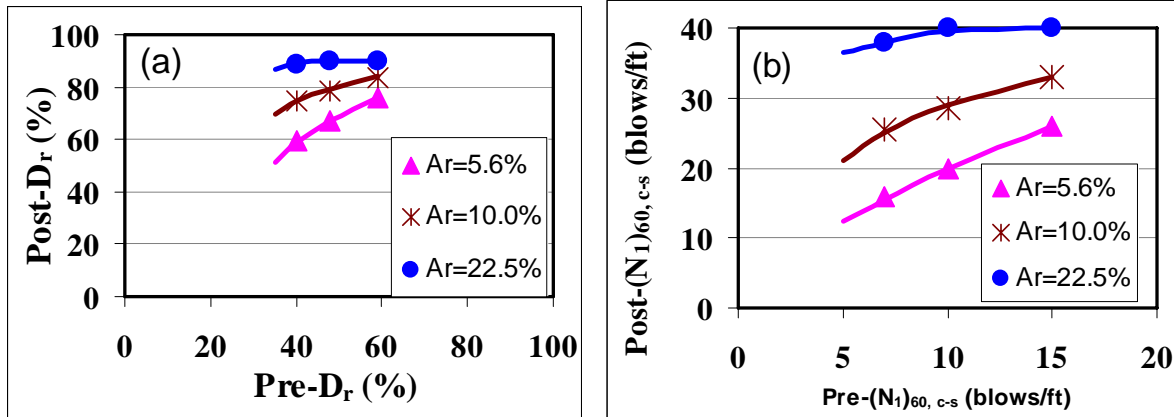 (a)
Post-Dr (%)
100
80
60
40
20
0
Ar=5.6%
Ar=10.0%
Ar=22.5%
0 20 40 60 80 100
Pre-Dr (%)
(b)
Post-(N1)60, c-s (blows/ft)
40
30
20
10
0
Ar=5.6%
Ar=10.0%
Ar=22.5%
0 5 10 15 20
Pre-(N1)60, c-s (blows/ft)